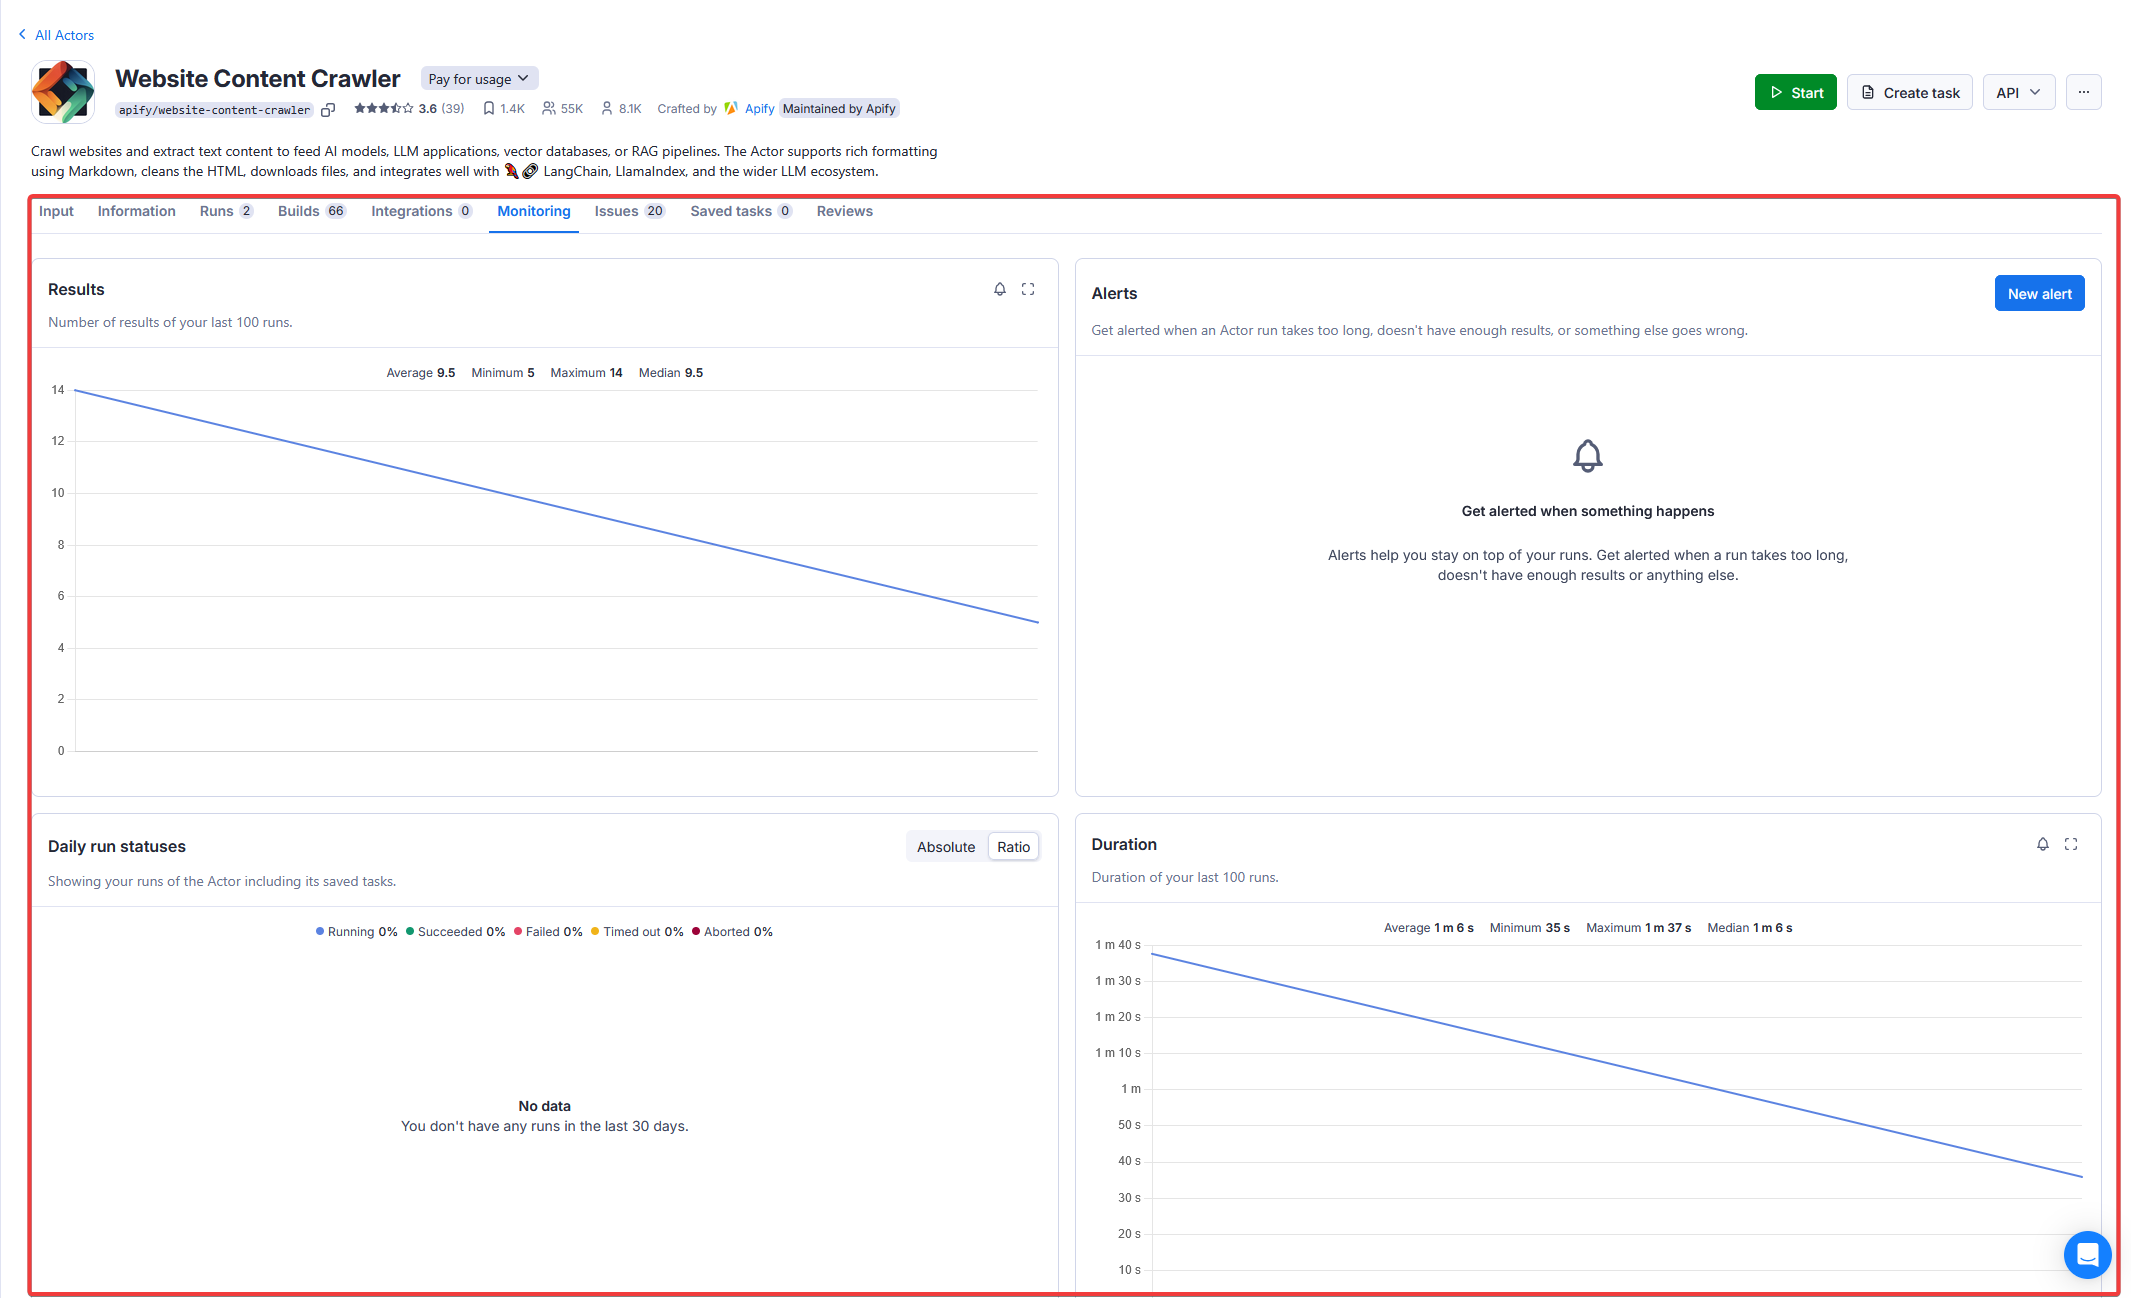 All Actors
Website Content Crawler Pay for usage
apify/website-content-crawler 3.6 (39) 1.4K 55K 8.1K Crafted by Apify Maintained by Apify
Start Create task API ...
Crawl websites and extract text content to feed AI models, LLM applications, vector databases, or RAG pipelines. The Actor supports rich formatting
using Markdown, cleans the HTML, downloads files, and integrates well with 🦜🔗 LangChain, LlamaIndex, and the wider LLM ecosystem.
Input Information Runs 2 Builds 66 Integrations 0 Monitoring Issues 20 Saved tasks 0 Reviews
Results
Number of results of your last 100 runs.
Average 9.5 Minimum 5 Maximum 14 Median 9.5
14
12
10
8
6
4
2
0
Alerts
New alert
Get alerted when an Actor run takes too long, doesn't have enough results, or something else goes wrong.
Get alerted when something happens
Alerts help you stay on top of your runs. Get alerted when a run takes too long,
doesn't have enough results or anything else.
Daily run statuses
Absolute Ratio
Showing your runs of the Actor including its saved tasks.
Running 0% Succeeded 0% Failed 0% Timed out 0% Aborted 0%
No data
You don't have any runs in the last 30 days.
Duration
Duration of your last 100 runs.
Average 1 m 6 s Minimum 35 s Maximum 1 m 37 s Median 1 m 6 s
1 m 40 s
1 m 30 s
1 m 20 s
1 m 10 s
1 m
50 s
40 s
30 s
20 s
10 s